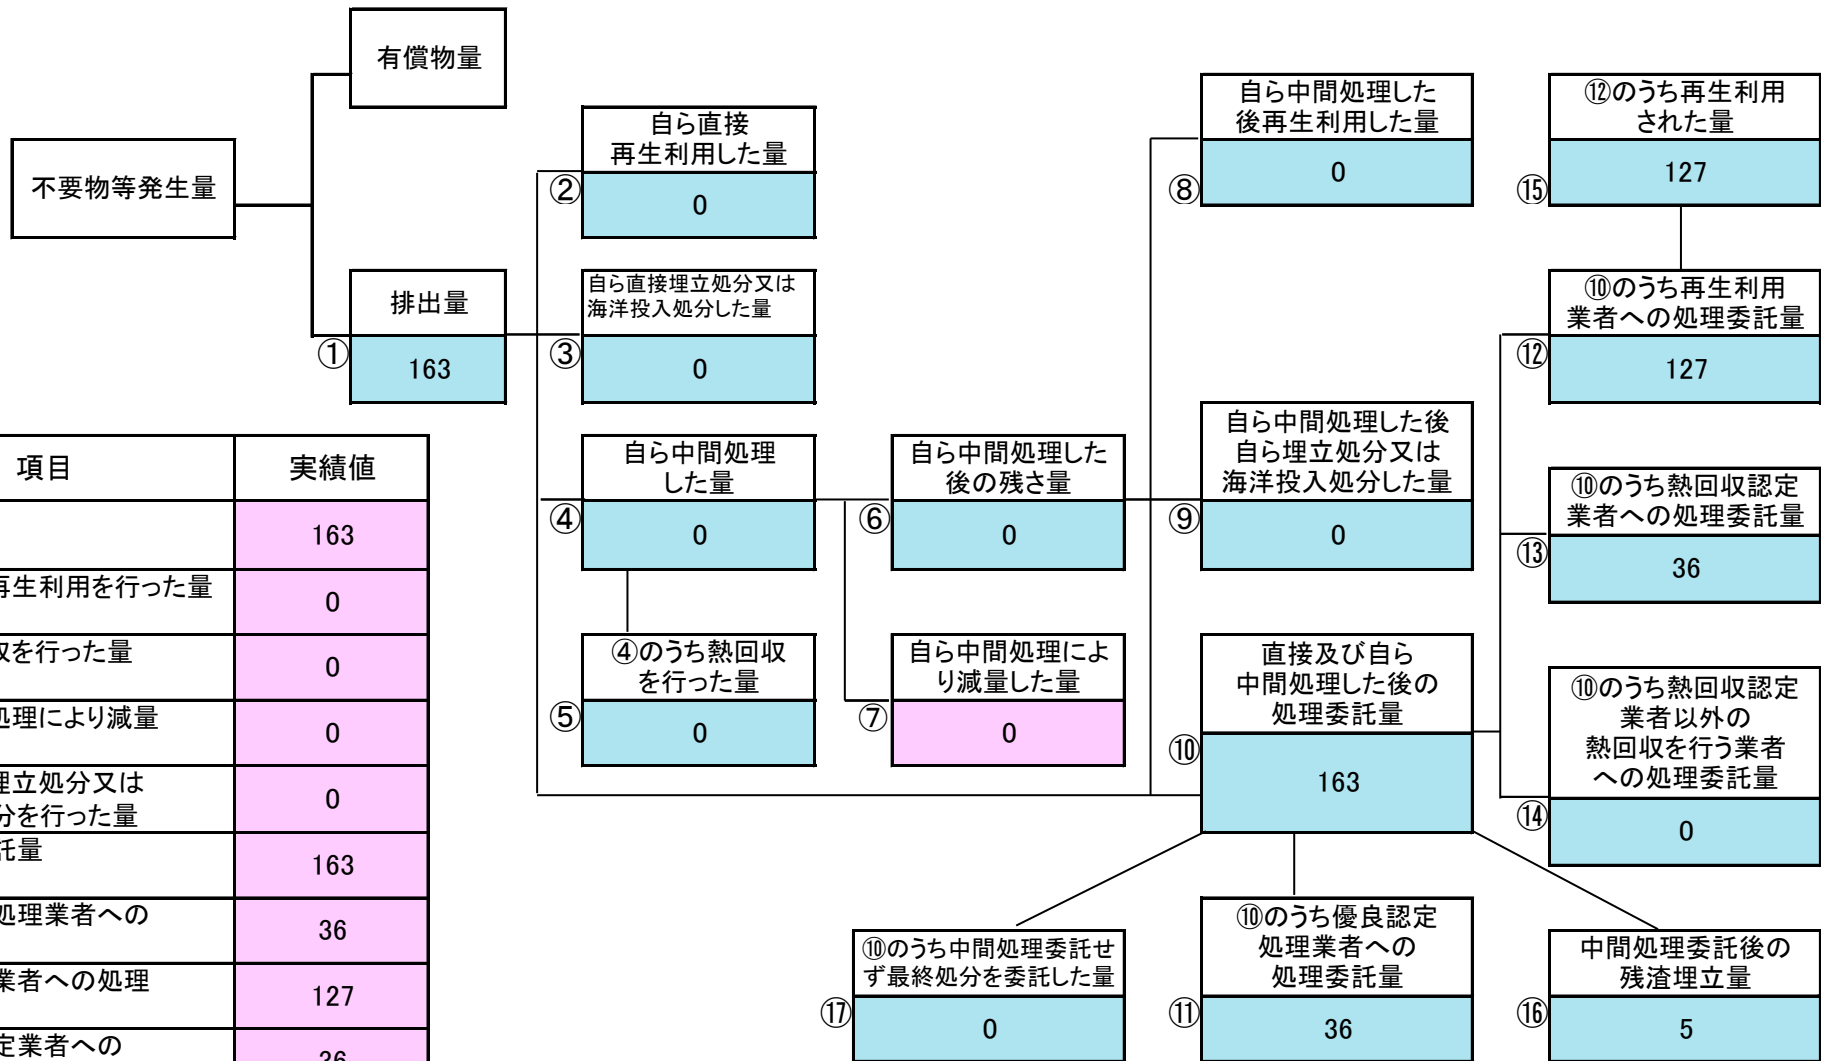 有償物量
不要物等発生量
排出量
①
163
自ら直接
再生利用した量
②
0
自ら直接埋立処分又は
海洋投入処分した量
③
0
自ら中間処理
した量
④
0
④のうち熱回収
を行った量
⑤
0
自ら中間処理した
後の残さ量
⑥
0
自ら中間処理によ
り減量した量
⑦
0
自ら中間処理した
後再生利用した量
⑧
0
自ら中間処理した後
自ら埋立処分又は
海洋投入処分した量
⑨
0
直接及び自ら
中間処理した後の
処理委託量
⑩
163
⑫のうち再生利用
された量
⑮
127
⑩のうち再生利用
業者への処理委託量
⑫
127
⑩のうち熱回収認定
業者への処理委託量
⑬
36
⑩のうち熱回収認定
業者以外の
熱回収を行う業者
への処理委託量
⑭
0
⑩のうち中間処理委託せ
ず最終処分を委託した量
⑰
0
⑩のうち優良認定
処理業者への
処理委託量
⑪
36
中間処理委託後の
残渣埋立量
⑯
5
項目 実績値
163
再生利用を行った量 0
を行った量 0
処理により減量 0
埋立処分又は
を行った量 0
託量 163
処理業者への 36
業者への処理 127
定業者への 36